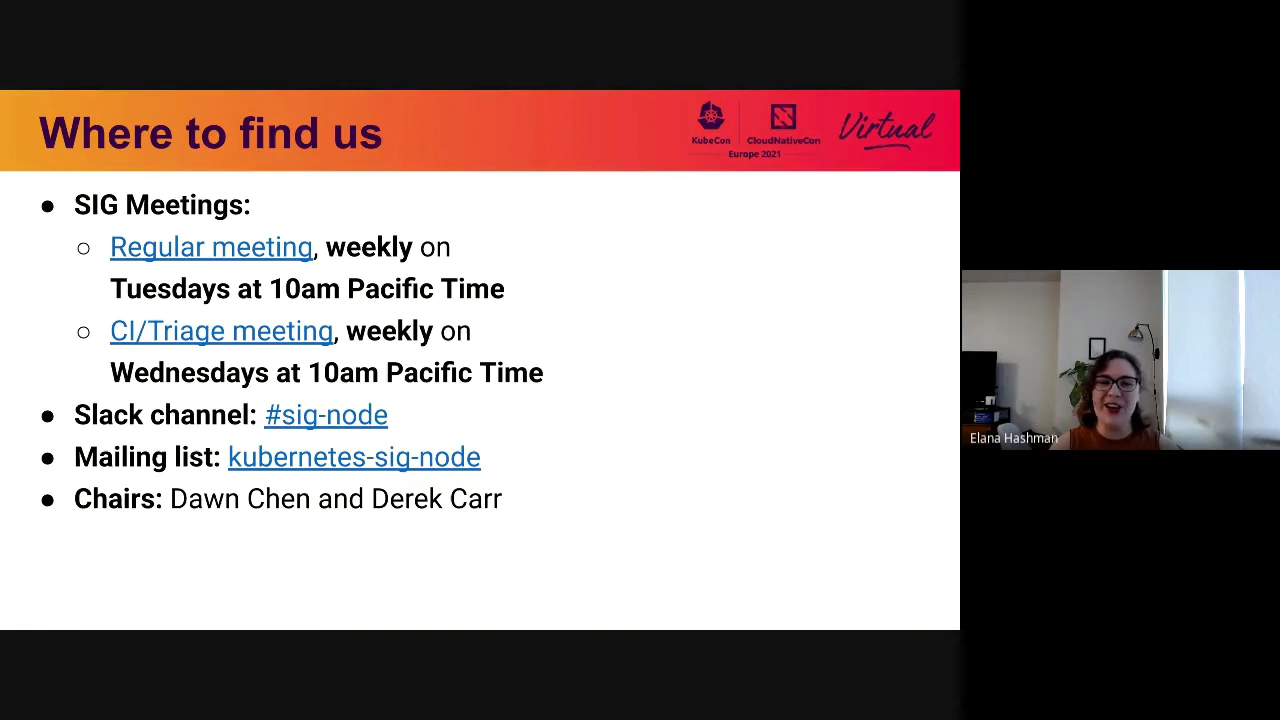 Where to find us
KubeCon
CloudNativeCon
Europe 2021
Virtual
● SIG Meetings:
○ Regular meeting, weekly on
Tuesdays at 10am Pacific Time
○ CI/Triage meeting, weekly on
Wednesdays at 10am Pacific Time
● Slack channel: #sig-node
● Mailing list: kubernetes-sig-node
● Chairs: Dawn Chen and Derek Carr
Elana Hashman